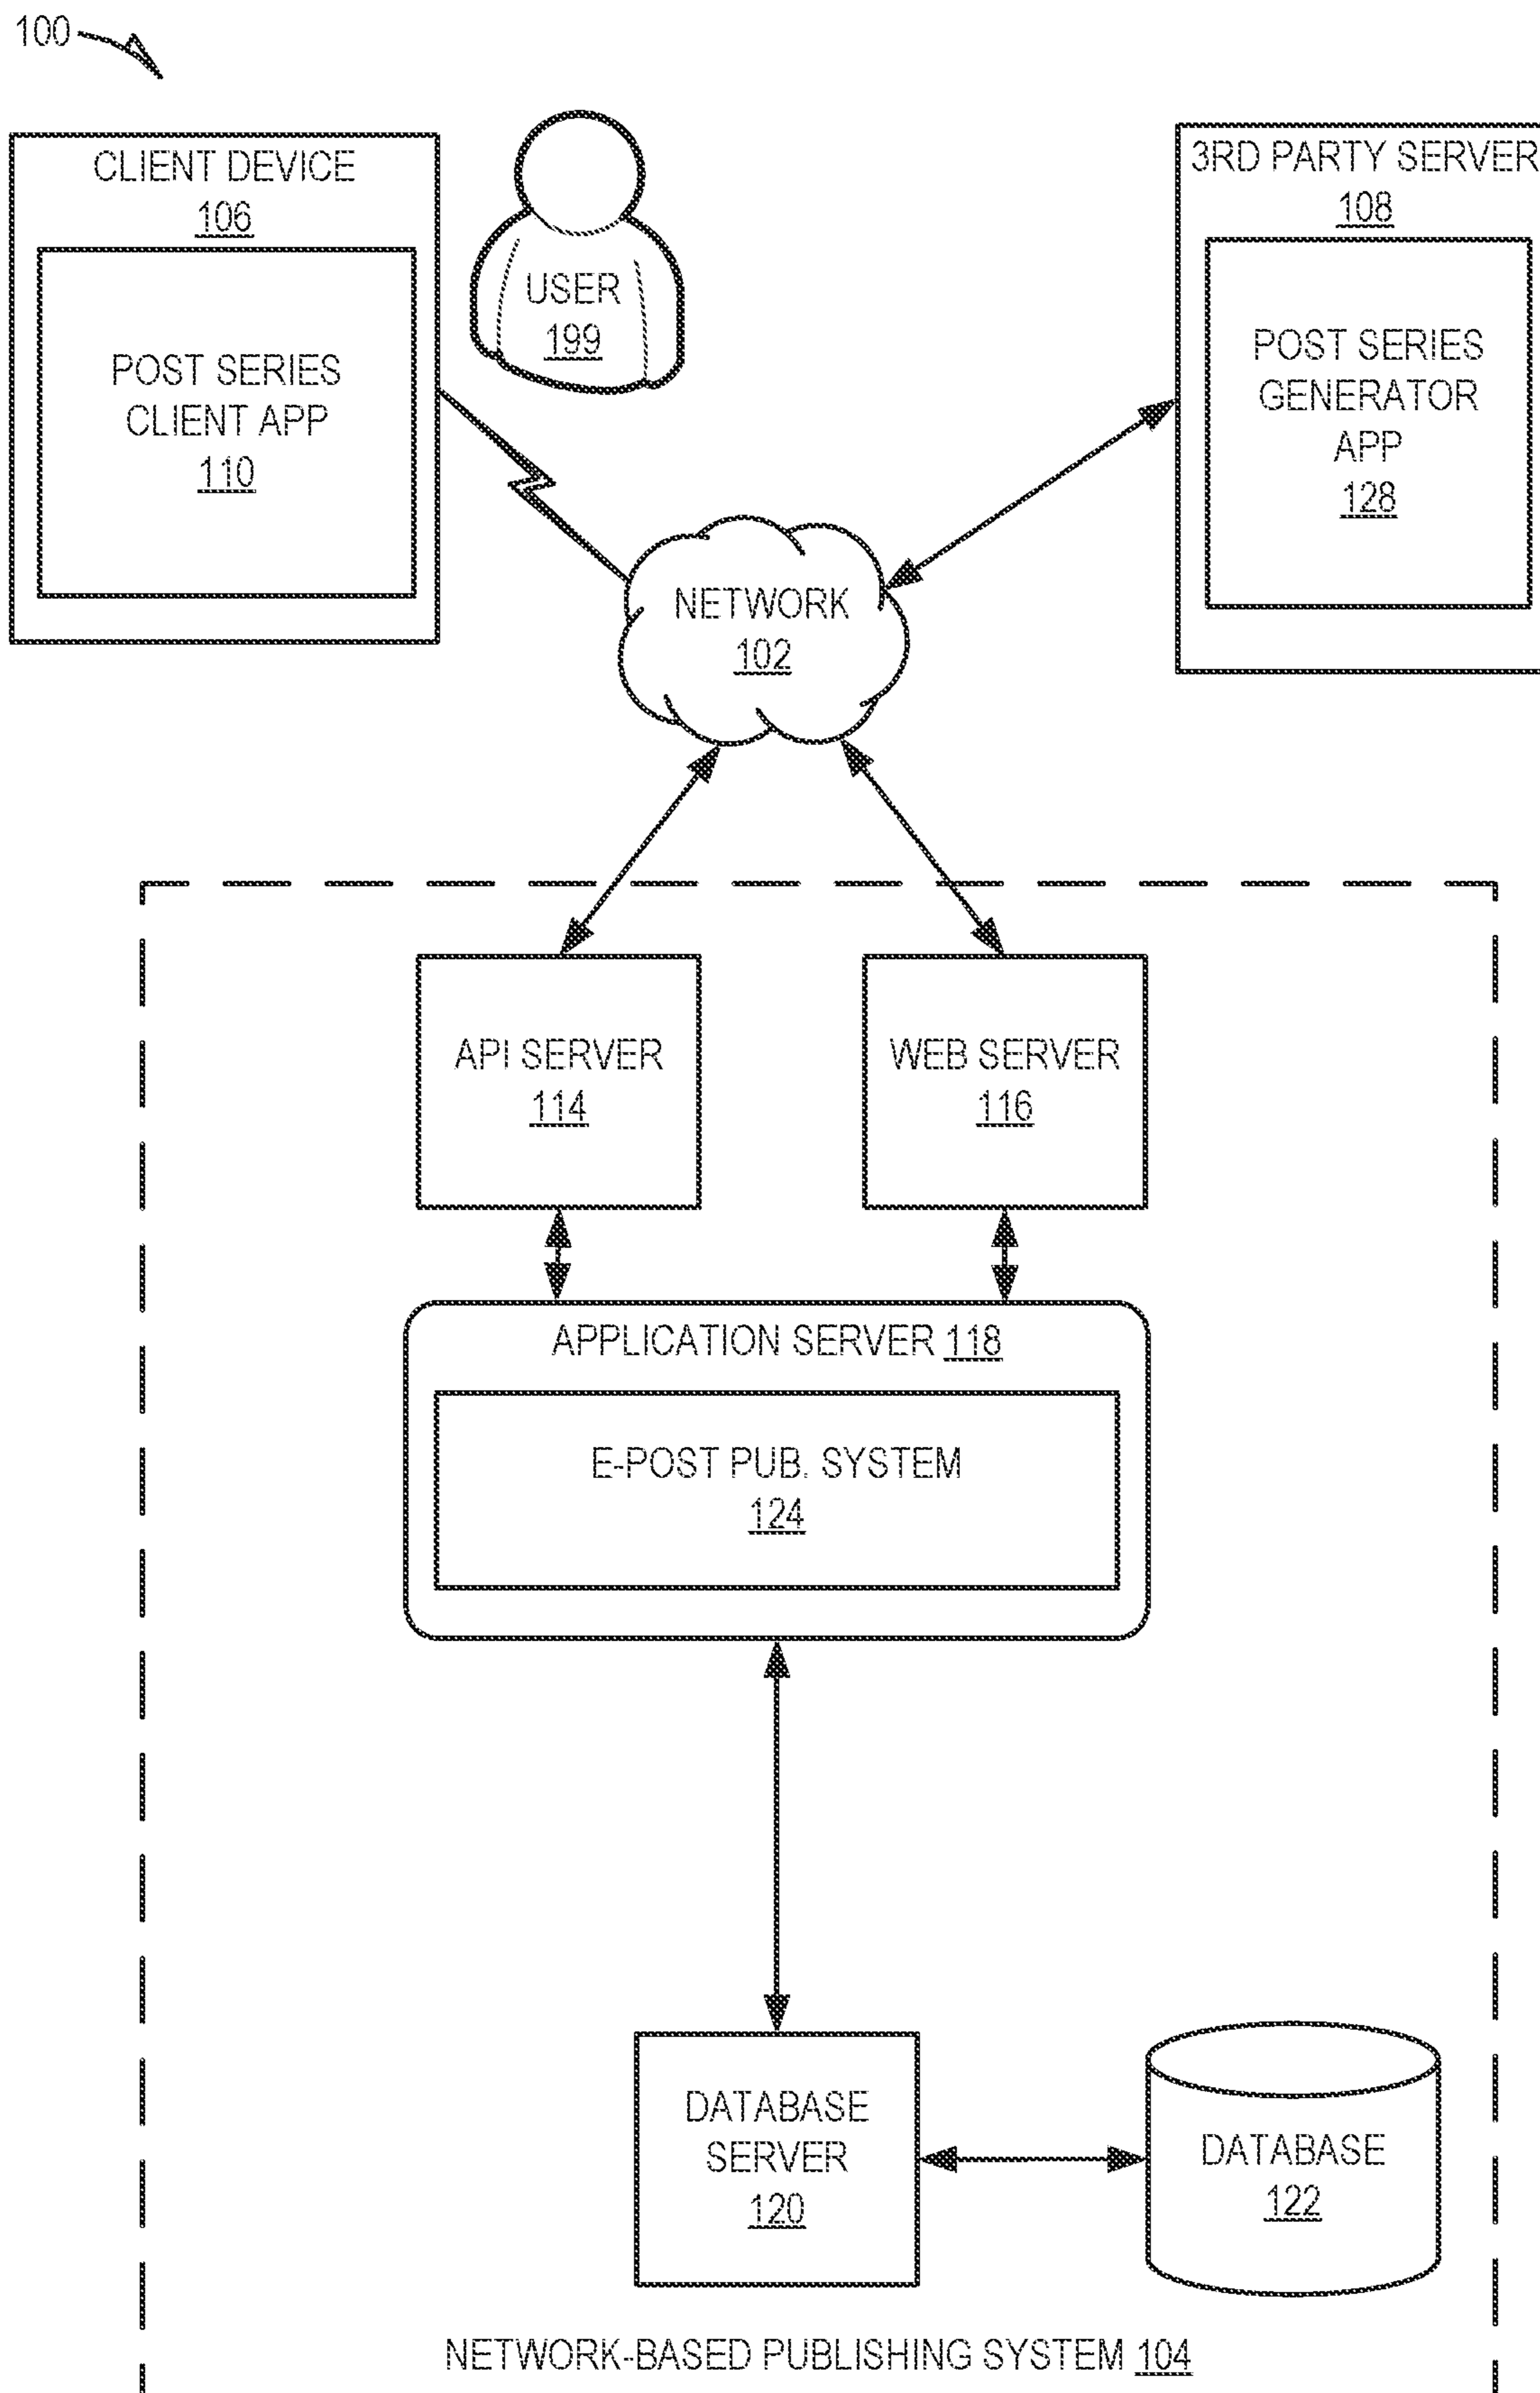 100
CLIENT DEVICE
106
POST SERIES
CLIENT APP
110
USER
199
3RD PARTY SERVER
108
POST SERIES
GENERATOR
APP
128
NETWORK
102
API SERVER
114
WEB SERVER
116
APPLICATION SERVER 118
E-POST PUB. SYSTEM
124
DATABASE
SERVER
120
DATABASE
122
NETWORK-BASED PUBLISHING SYSTEM 104